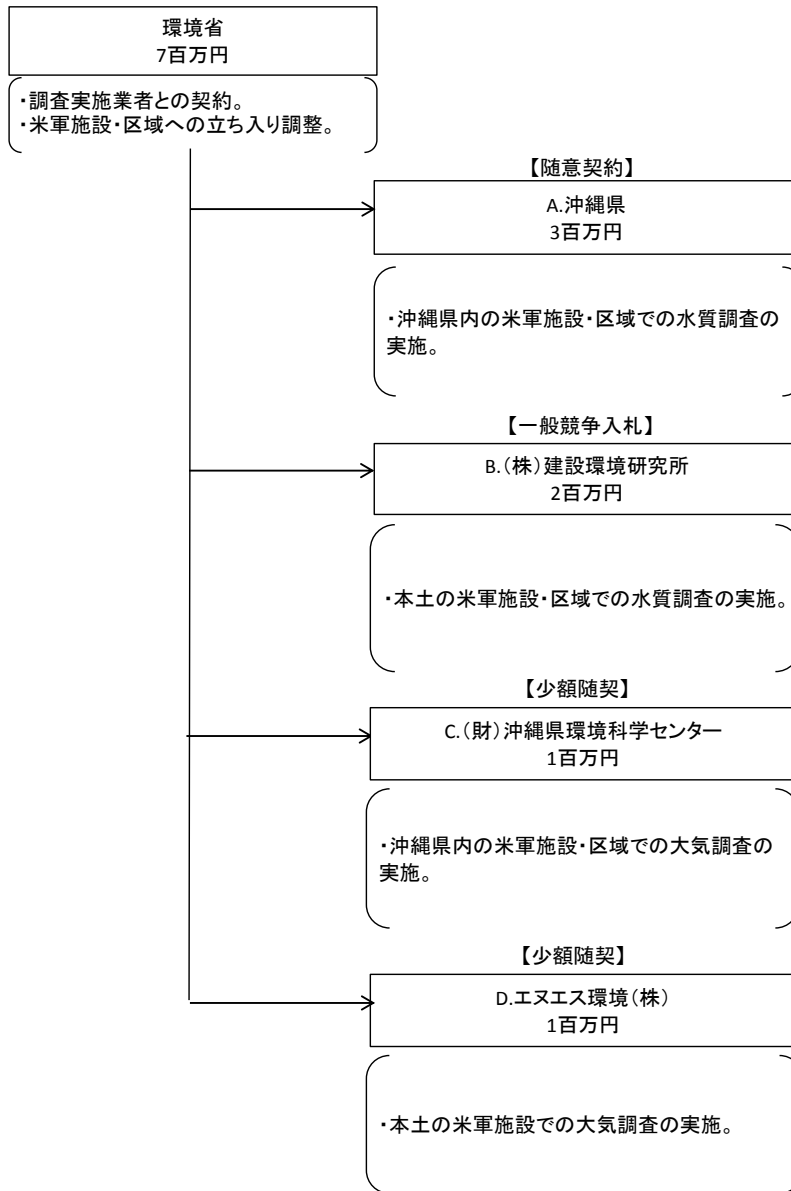 環境省
7百万円
・調査実施業者との契約。
・米軍施設・区域への立ち入り調整。
【随意契約】
A.沖縄県
3百万円
・沖縄県内の米軍施設・区域での水質調査の
実施。
【一般競争入札】
B.（株）建設環境研究所
2百万円
・本土の米軍施設・区域での水質調査の実施。
【少額随契】
C.（財）沖縄県環境科学センター
1百万円
・沖縄県内の米軍施設・区域での大気調査の
実施。
【少額随契】
D.エヌエス環境（株）
1百万円
・本土の米軍施設での大気調査の実施。